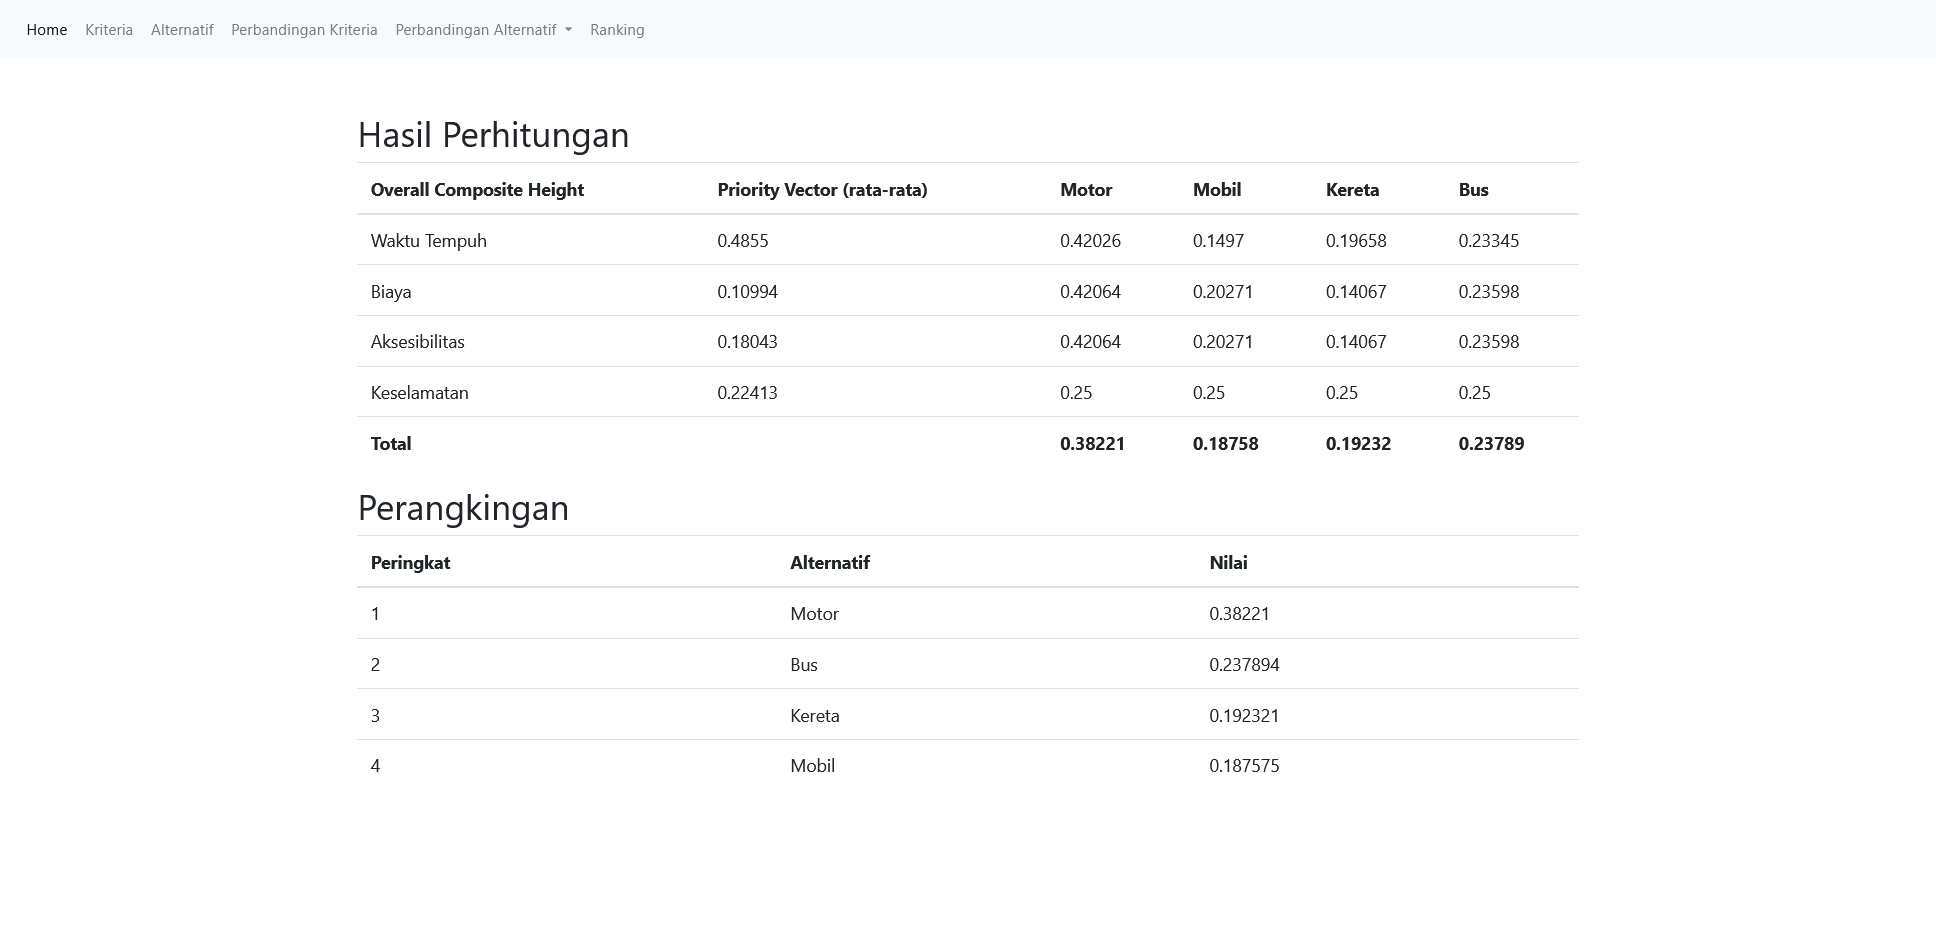 Home Kriteria Alternatif Perbandingan Kriteria Perbandingan Alternatif Ranking
Hasil Perhitungan
Overall Composite Height Priority Vector (rata-rata) Motor Mobil Kereta Bus
Waktu Tempuh 0.4855 0.42026 0.1497 0.19658 0.23345
Biaya 0.10994 0.42064 0.20271 0.14067 0.23598
Aksesibilitas 0.18043 0.42064 0.20271 0.14067 0.23598
Keselamatan 0.22413 0.25 0.25 0.25 0.25
Total 0.38221 0.18758 0.19232 0.23789
Perangkingan
Peringkat Alternatif Nilai
1 Motor 0.38221
2 Bus 0.237894
3 Kereta 0.192321
4 Mobil 0.187575